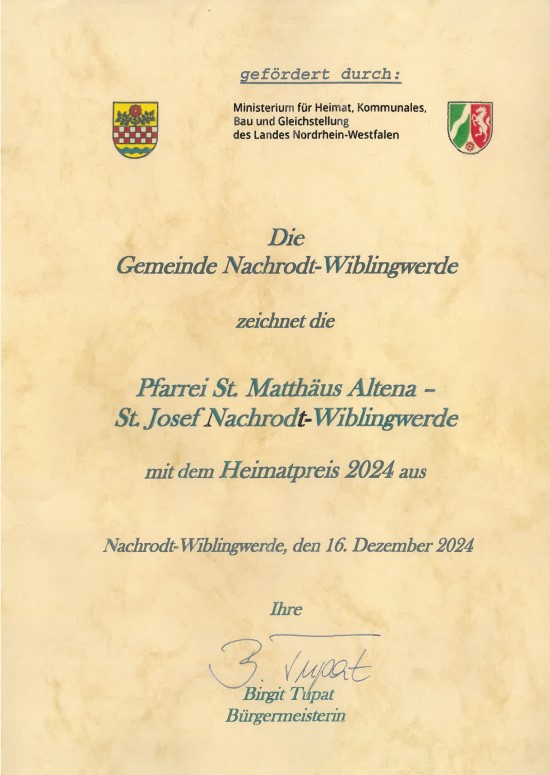 gefördert durch:
Ministerium für Heimat, Kommunales,
Bau und Gleichstellung
des Landes Nordrhein-Westfalen
Die
Gemeinde Nachrodt-Wiblingwerde
zeichnet die
Pfarrei St. Matthäus Altena –
St. Josef Nachrodt-Wiblingwerde
mit dem Heimatpreis 2024 aus
Nachrodt-Wiblingwerde, den 16. Dezember 2024
Ihre
B. Tupat
Birgit Tupat
Bürgermeisterin